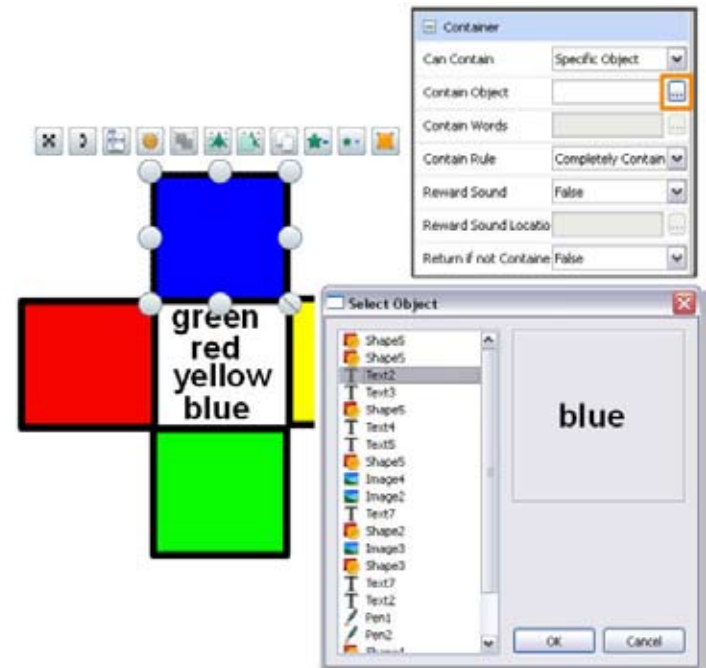 Container
Can Contain Specific Object
Contain Object ...
Contain Words ...
Contain Rule Completely Contain
Reward Sound False
Reward Sound Locatio ...
Return if not Containe False
green
red
yellow
blue
Select Object
Shape5
Shape5
Text2
Text3
Shape5
Text4
Text5
Shape5
Image4
Image2
Text7
Shape2
Image3
Shape3
Text7
Text2
Pen1
Pen2
blue
OK Cancel